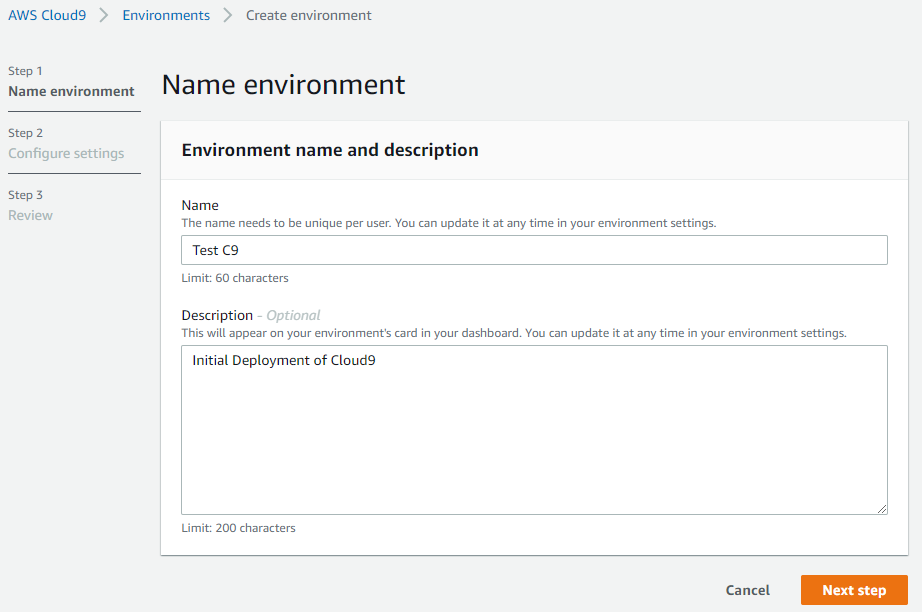 AWS Cloud9 > Environments > Create environment
Step 1
Name environment
Step 2
Configure settings
Step 3
Review
Name environment
Environment name and description
Name
The name needs to be unique per user. You can update it at any time in your environment settings.
Test C9
Limit: 60 characters
Description - Optional
This will appear on your environment's card in your dashboard. You can update it at any time in your environment settings.
Initial Deployment of Cloud9
Limit: 200 characters
Cancel
Next step